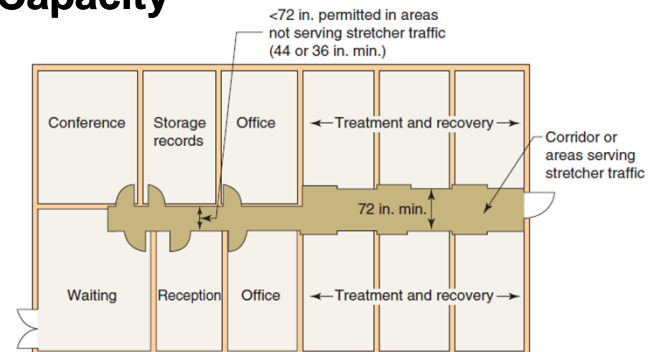 Capacity
<72 in. permitted in areas
not serving stretcher traffic
(44 or 36 in. min.)
Conference
Storage
records
Office
Treatment and recovery
Corridor or
areas serving
stretcher traffic
72 in. min.
Waiting
Reception
Office
Treatment and recovery